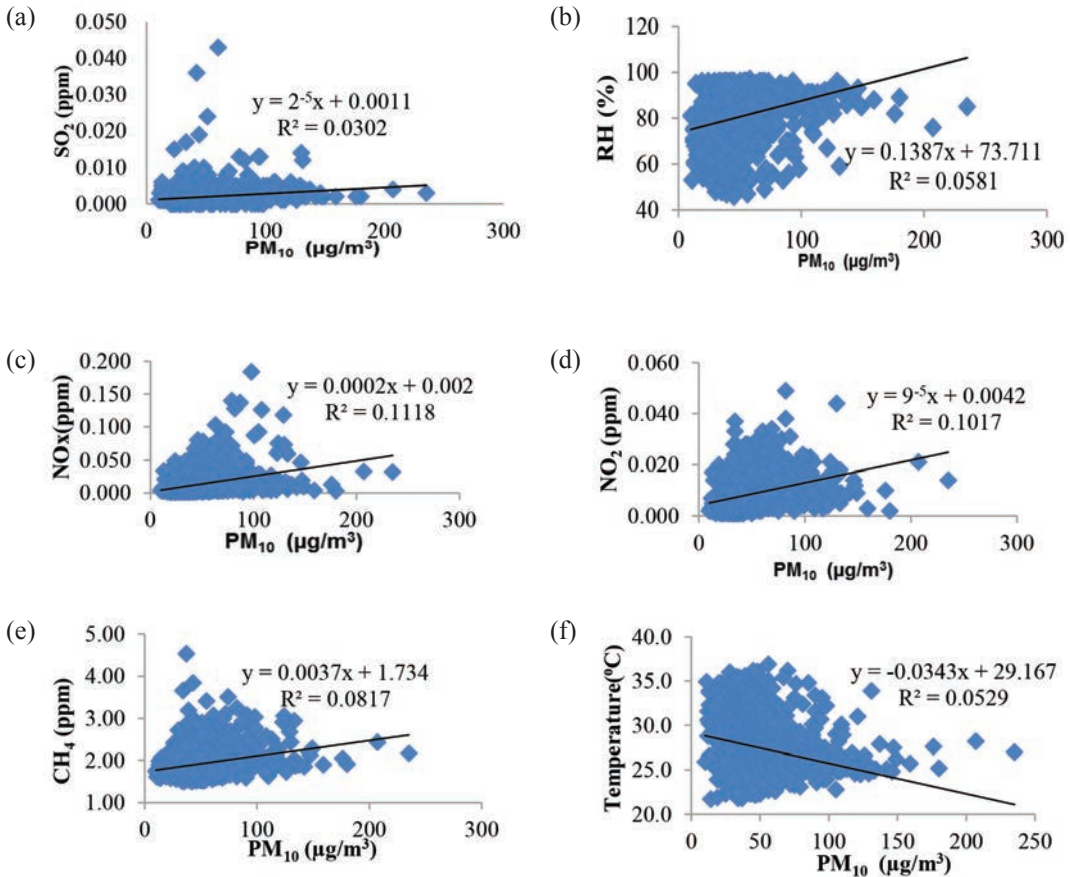 (a)
0.050
0.040
0.030
0.020
0.010
0.000
SO₂ (ppm)
y = 2⁻⁵x + 0.0011
R² = 0.0302
0 100 200 300
PM₁₀ (µg/m³)
(b)
120
100
80
60
40
RH (%)
y = 0.1387x + 73.711
R² = 0.0581
0 100 200 300
PM₁₀ (µg/m³)
(c)
0.200
0.150
0.100
0.050
0.000
NOx(ppm)
y = 0.0002x + 0.002
R² = 0.1118
0 100 200 300
PM₁₀ (µg/m³)
(d)
0.060
0.040
0.020
0.000
NO₂ (ppm)
y = 9⁻⁵x + 0.0042
R² = 0.1017
0 100 200 300
PM₁₀ (µg/m³)
(e)
5.00
4.00
3.00
2.00
1.00
CH₄ (ppm)
y = 0.0037x + 1.734
R² = 0.0817
0 100 200 300
PM₁₀ (µg/m³)
(f)
40.0
35.0
30.0
25.0
20.0
Temperature(⁰C)
y = -0.0343x + 29.167
R² = 0.0529
0 50 100 150 200 250
PM₁₀ (µg/m³)